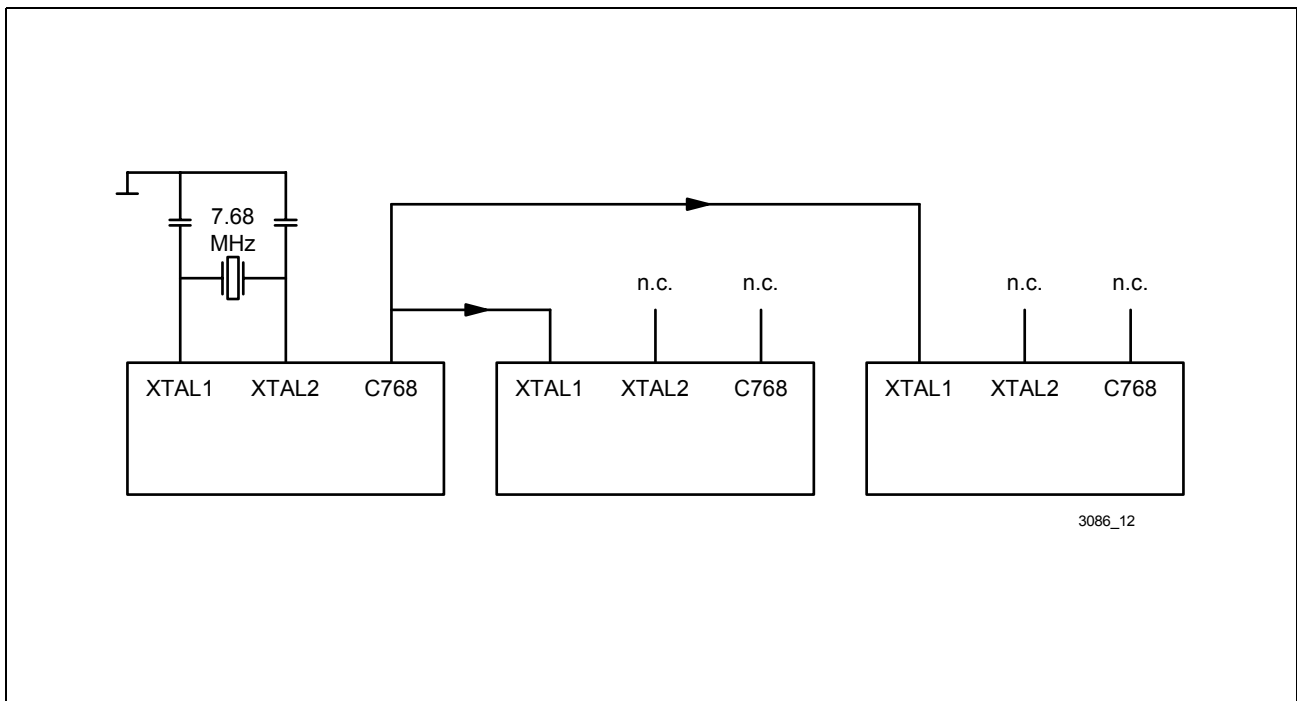 7.68
MHz
n.c. n.c.
n.c. n.c.
XTAL1 XTAL2 C768
XTAL1 XTAL2 C768
XTAL1 XTAL2 C768
3086_12